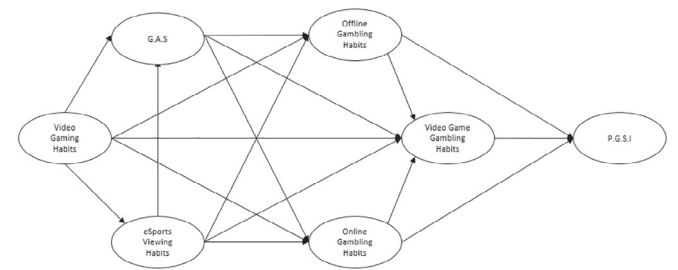 G.A.S
Offline
Gambling
Habits
Video
Gaming
Habits
Video Game
Gambling
Habits
P.G.S.I
eSports
Viewing
Habits
Online
Gambling
Habits